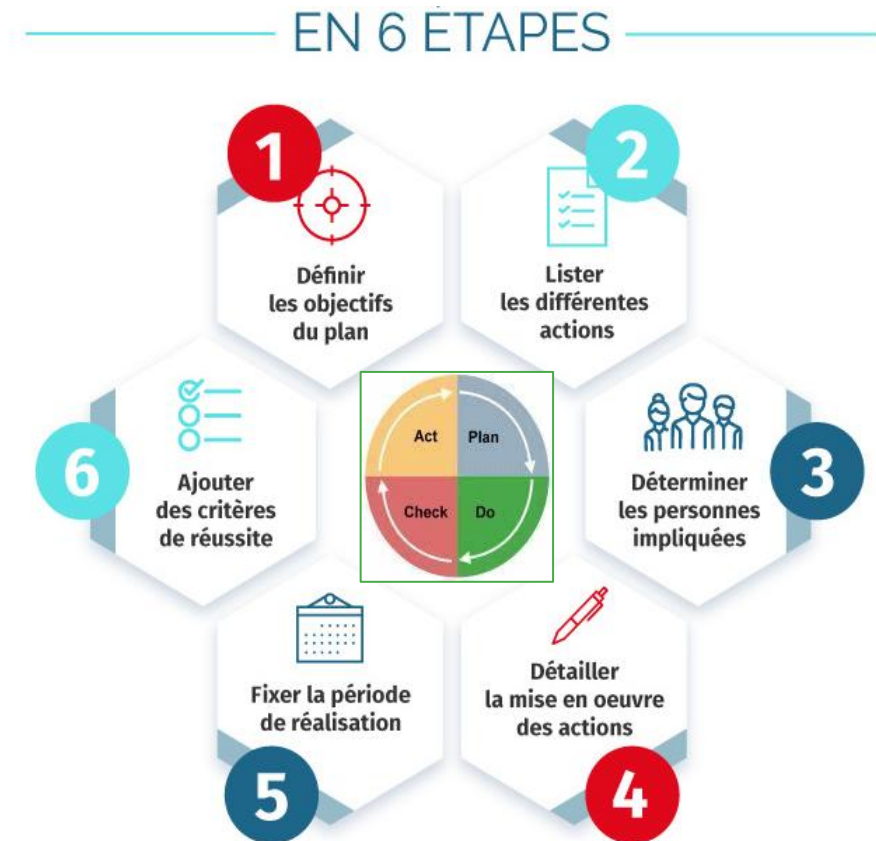 EN 6 ÉTAPES
1
Définir
les objectifs
du plan
2
Lister
les différentes
actions
3
Déterminer
les personnes
impliquées
4
Détailler
la mise en oeuvre
des actions
5
Fixer la période
de réalisation
6
Ajouter
des critères
de réussite
Act
Plan
Check
Do